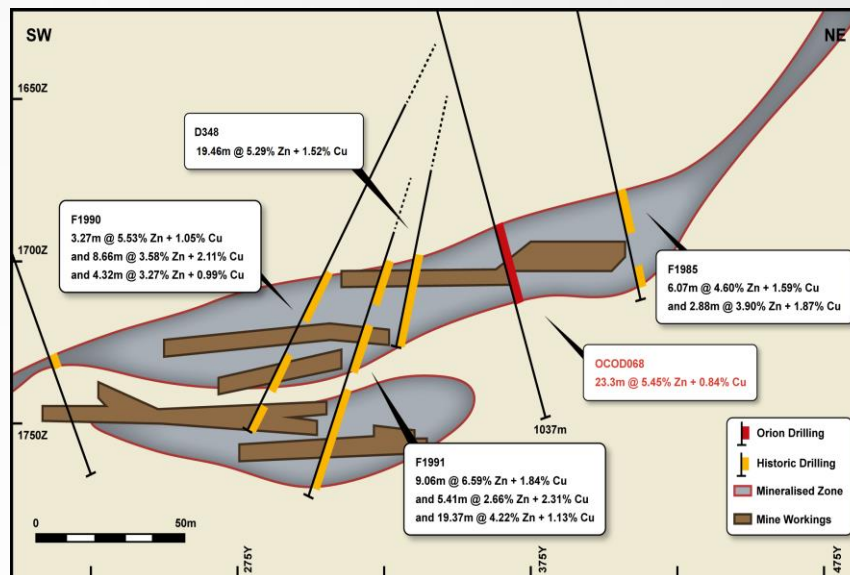 SW
NE
1650Z
D348
19.46m @ 5.29% Zn + 1.52% Cu
F1990
3.27m @ 5.53% Zn + 1.05% Cu
and 8.66m @ 3.58% Zn + 2.11% Cu
and 4.32m @ 3.27% Zn + 0.99% Cu
1700Z
F1985
6.07m @ 4.60% Zn + 1.59% Cu
and 2.88m @ 3.90% Zn + 1.87% Cu
OCOD068
23.3m @ 5.45% Zn + 0.84% Cu
1750Z
1037m
F1991
9.06m @ 6.59% Zn + 1.84% Cu
and 5.41m @ 2.66% Zn + 2.31% Cu
and 19.37m @ 4.22% Zn + 1.13% Cu
Orion Drilling
Historic Drilling
Mineralised Zone
Mine Workings
0 50m
275Y
375Y
475Y